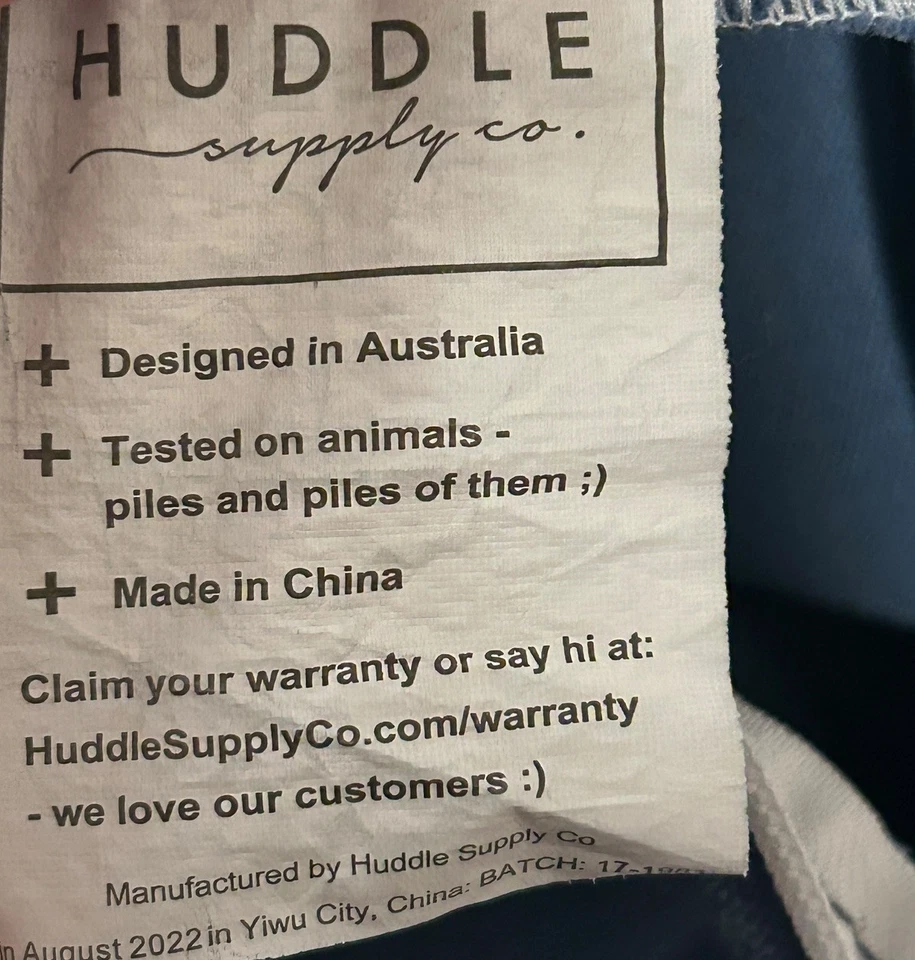 HUDDLE
supply co.
+ Designed in Australia
+ Tested on animals -
piles and piles of them ;)
+ Made in China
Claim your warranty or say hi at:
HuddleSupplyCo.com/warranty
- we love our customers :)
Manufactured by Huddle Supply Co
in August 2022 in Yiwu City, China: BATCH: